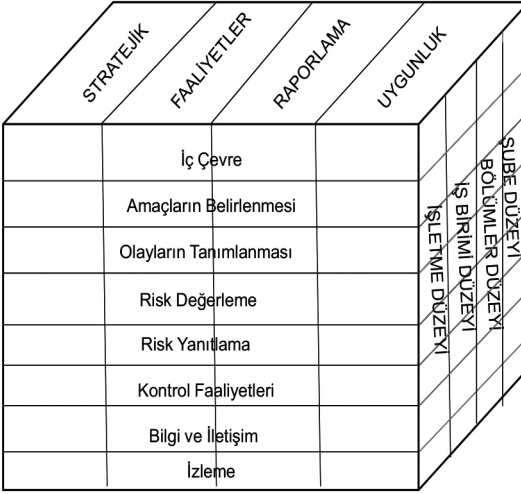 STRATEJİK
FAALİYETLER
RAPORLAMA
UYGUNLUK
İç Çevre
Amaçların Belirlenmesi
Olayların Tanımlanması
Risk Değerleme
Risk Yanıtlama
Kontrol Faaliyetleri
Bilgi ve İletişim
İzleme
İŞLETME DÜZEYİ
İŞ BİRİMİ DÜZEYİ
BÖLÜMLER DÜZEYİ
ŞUBE DÜZEYİ